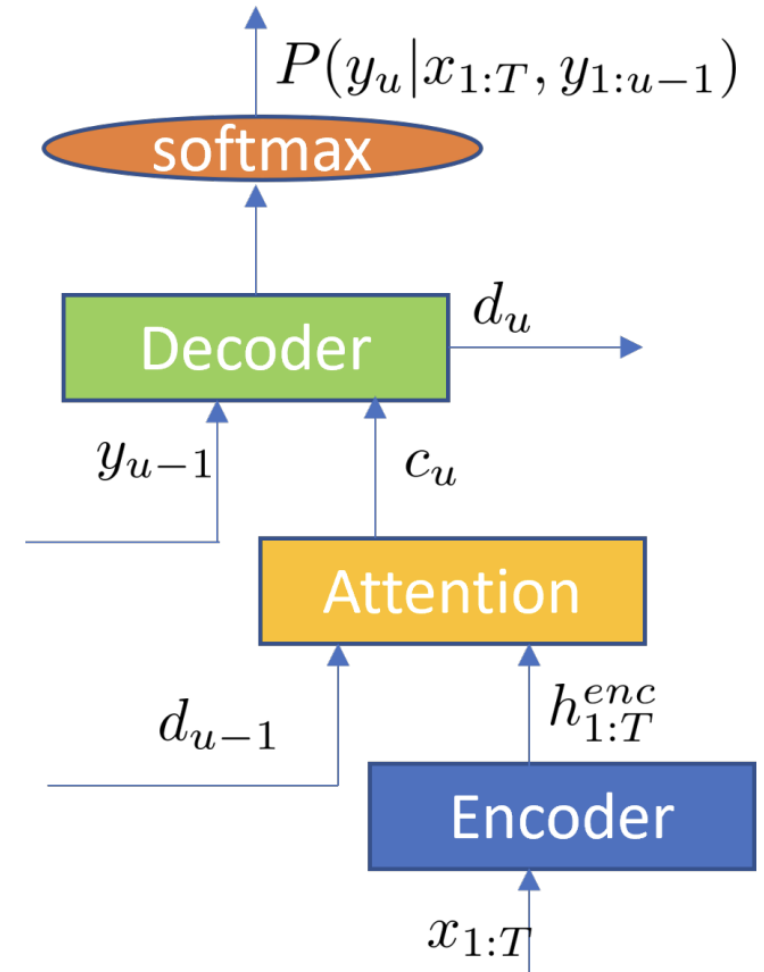 P(y_u|x_{1:T}, y_{1:u−1})
softmax
d_u
Decoder
y_{u−1}
c_u
Attention
h^{enc}_{1:T}
d_{u−1}
Encoder
x_{1:T}